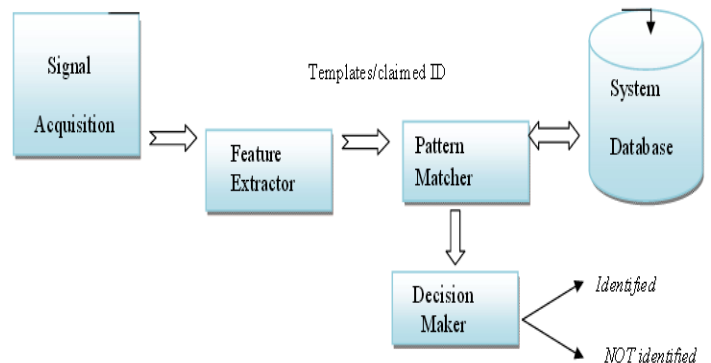 Signal
Acquisition
Templates/claimed ID
System
Database
Feature
Extractor
Pattern
Matcher
Decision
Maker
Identified
NOT identified